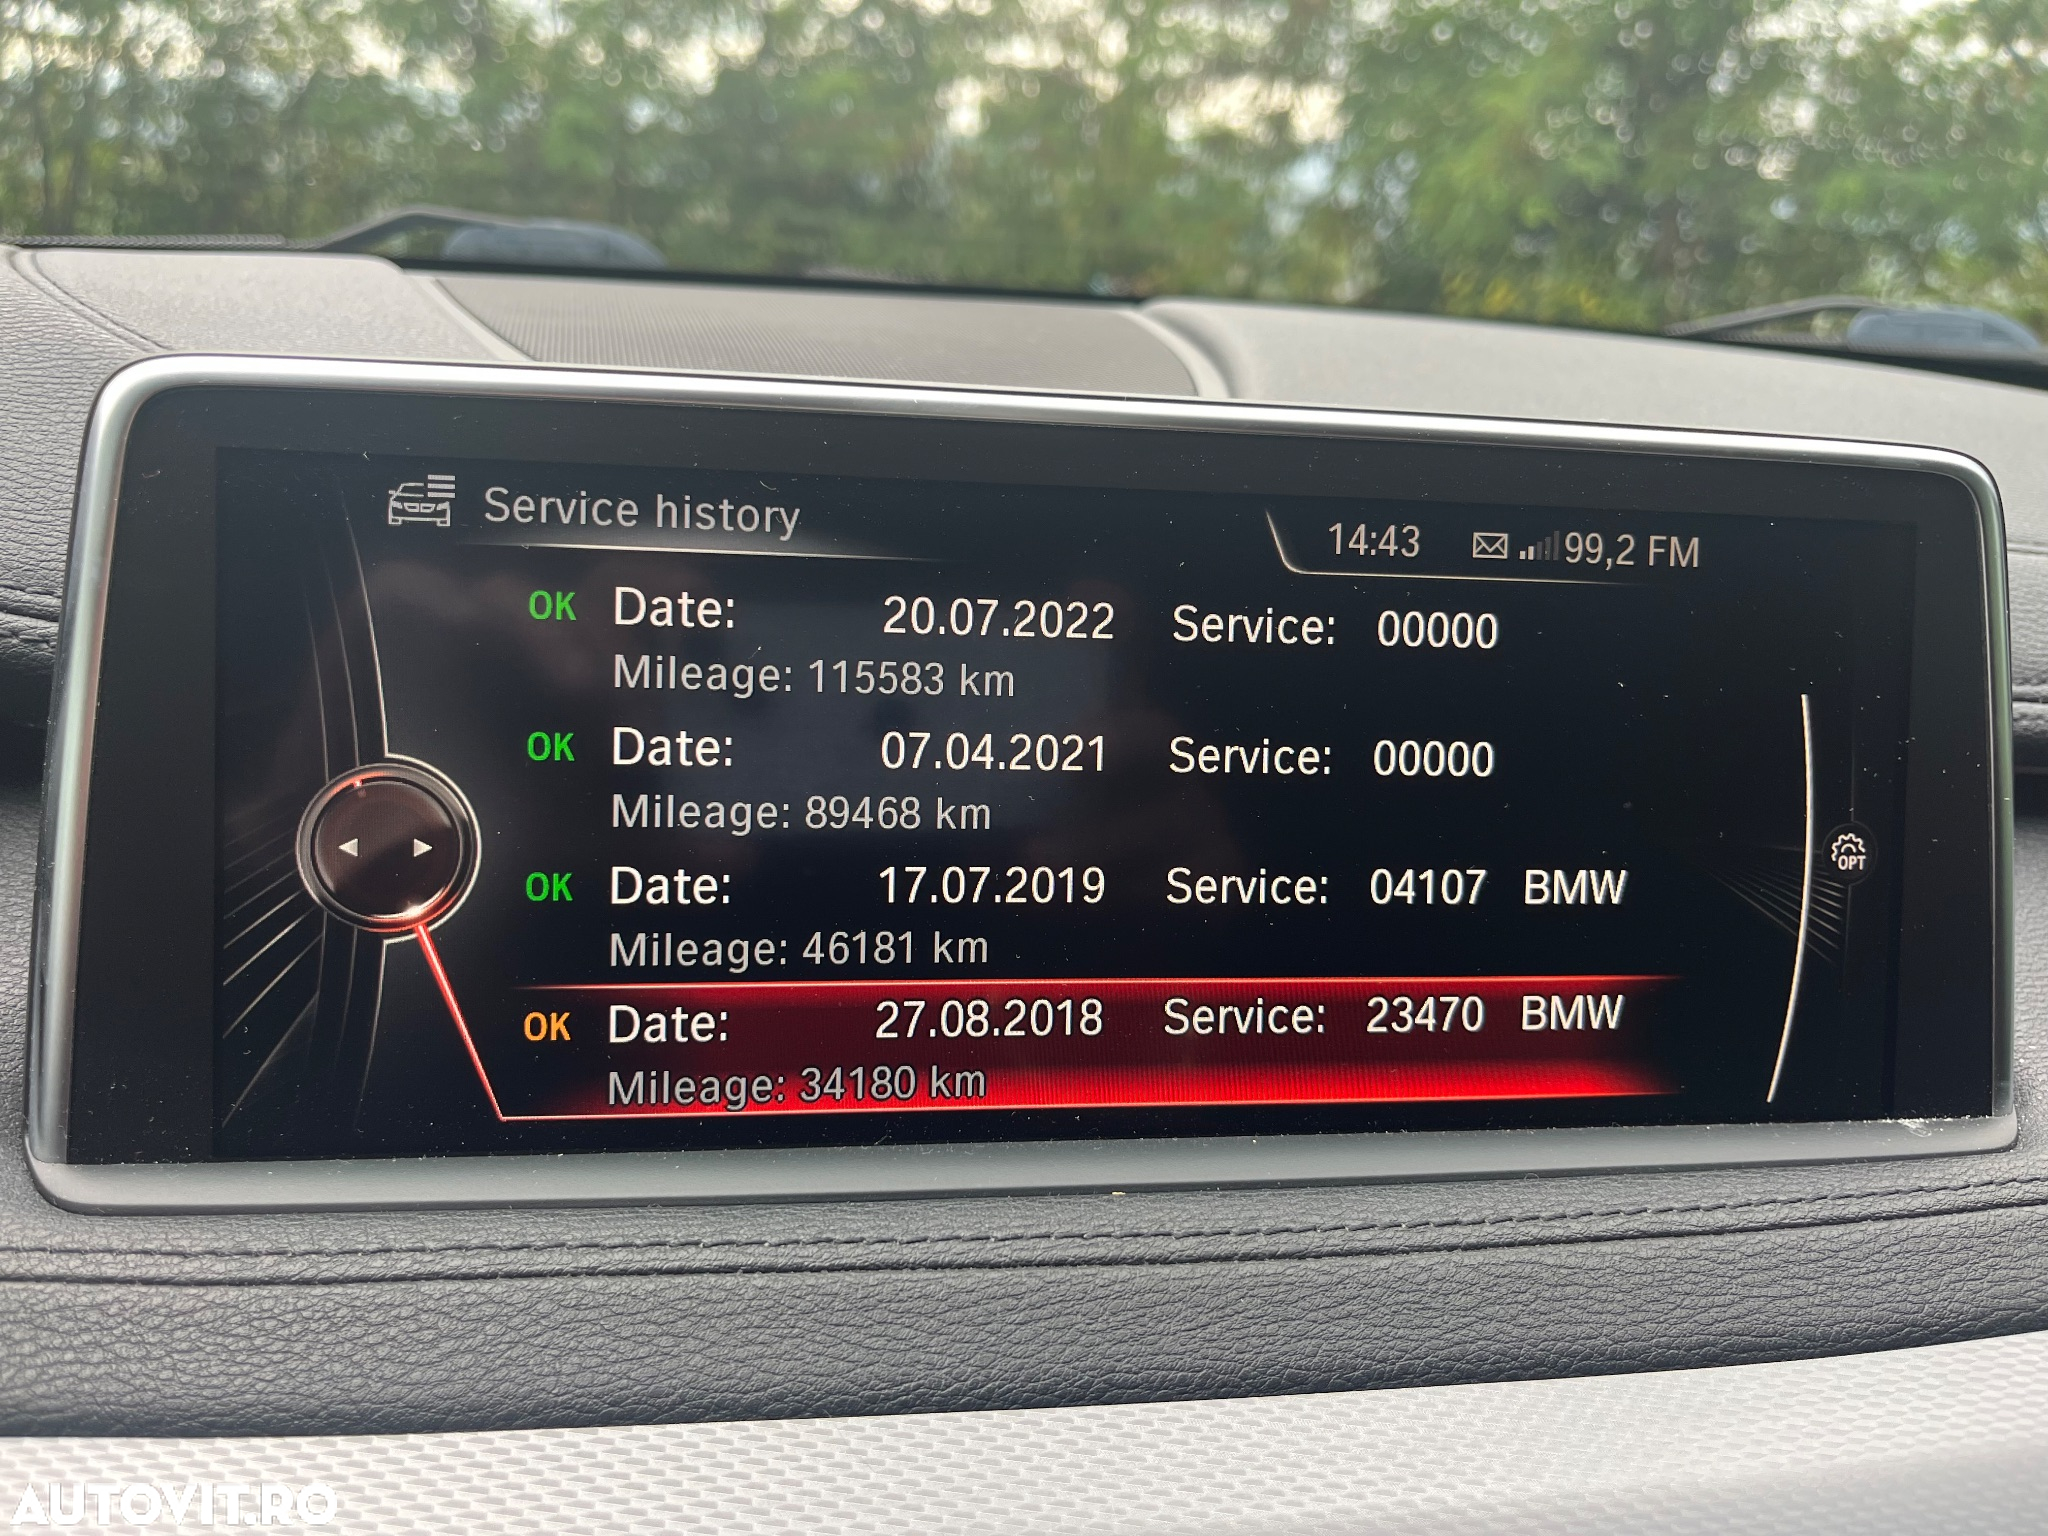 Service history
14:43 99,2 FM
OK Date: 20.07.2022 Service: 00000
Mileage: 115583 km
OK Date: 07.04.2021 Service: 00000
Mileage: 89468 km
OK Date: 17.07.2019 Service: 04107 BMW
Mileage: 46181 km
OK Date: 27.08.2018 Service: 23470 BMW
Mileage: 34180 km
OPT
AUTOVIT.RO